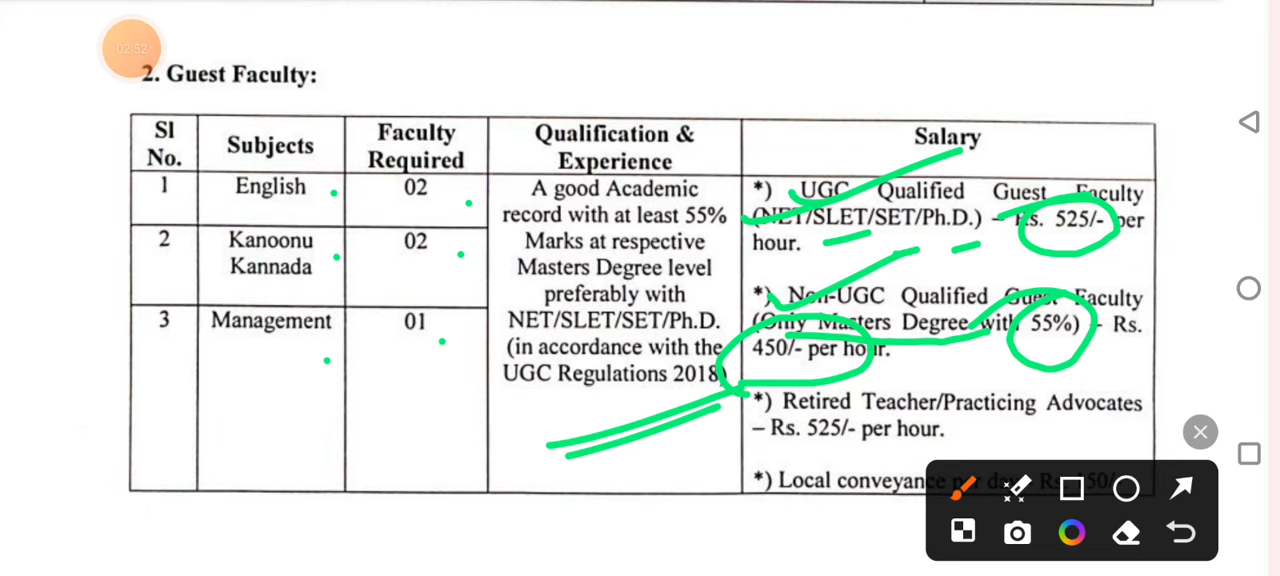 02:52
2. Guest Faculty:
Sl No.
Subjects
Faculty Required
Qualification & Experience
Salary
1
English
02
2
Kanoonu Kannada
02
3
Management
01
A good Academic
record with at least 55%
Marks at respective
Masters Degree level
preferably with
NET/SLET/SET/Ph.D.
(in accordance with the
UGC Regulations 2018)
*) UGC Qualified Guest Faculty
(NET/SLET/SET/Ph.D.) – Rs. 525/- per
hour.
*) Non-UGC Qualified Guest Faculty
(Only Masters Degree with 55%) – Rs.
450/- per hour.
*) Retired Teacher/Practicing Advocates
– Rs. 525/- per hour.
*) Local conveyance per day Rs. 150/-